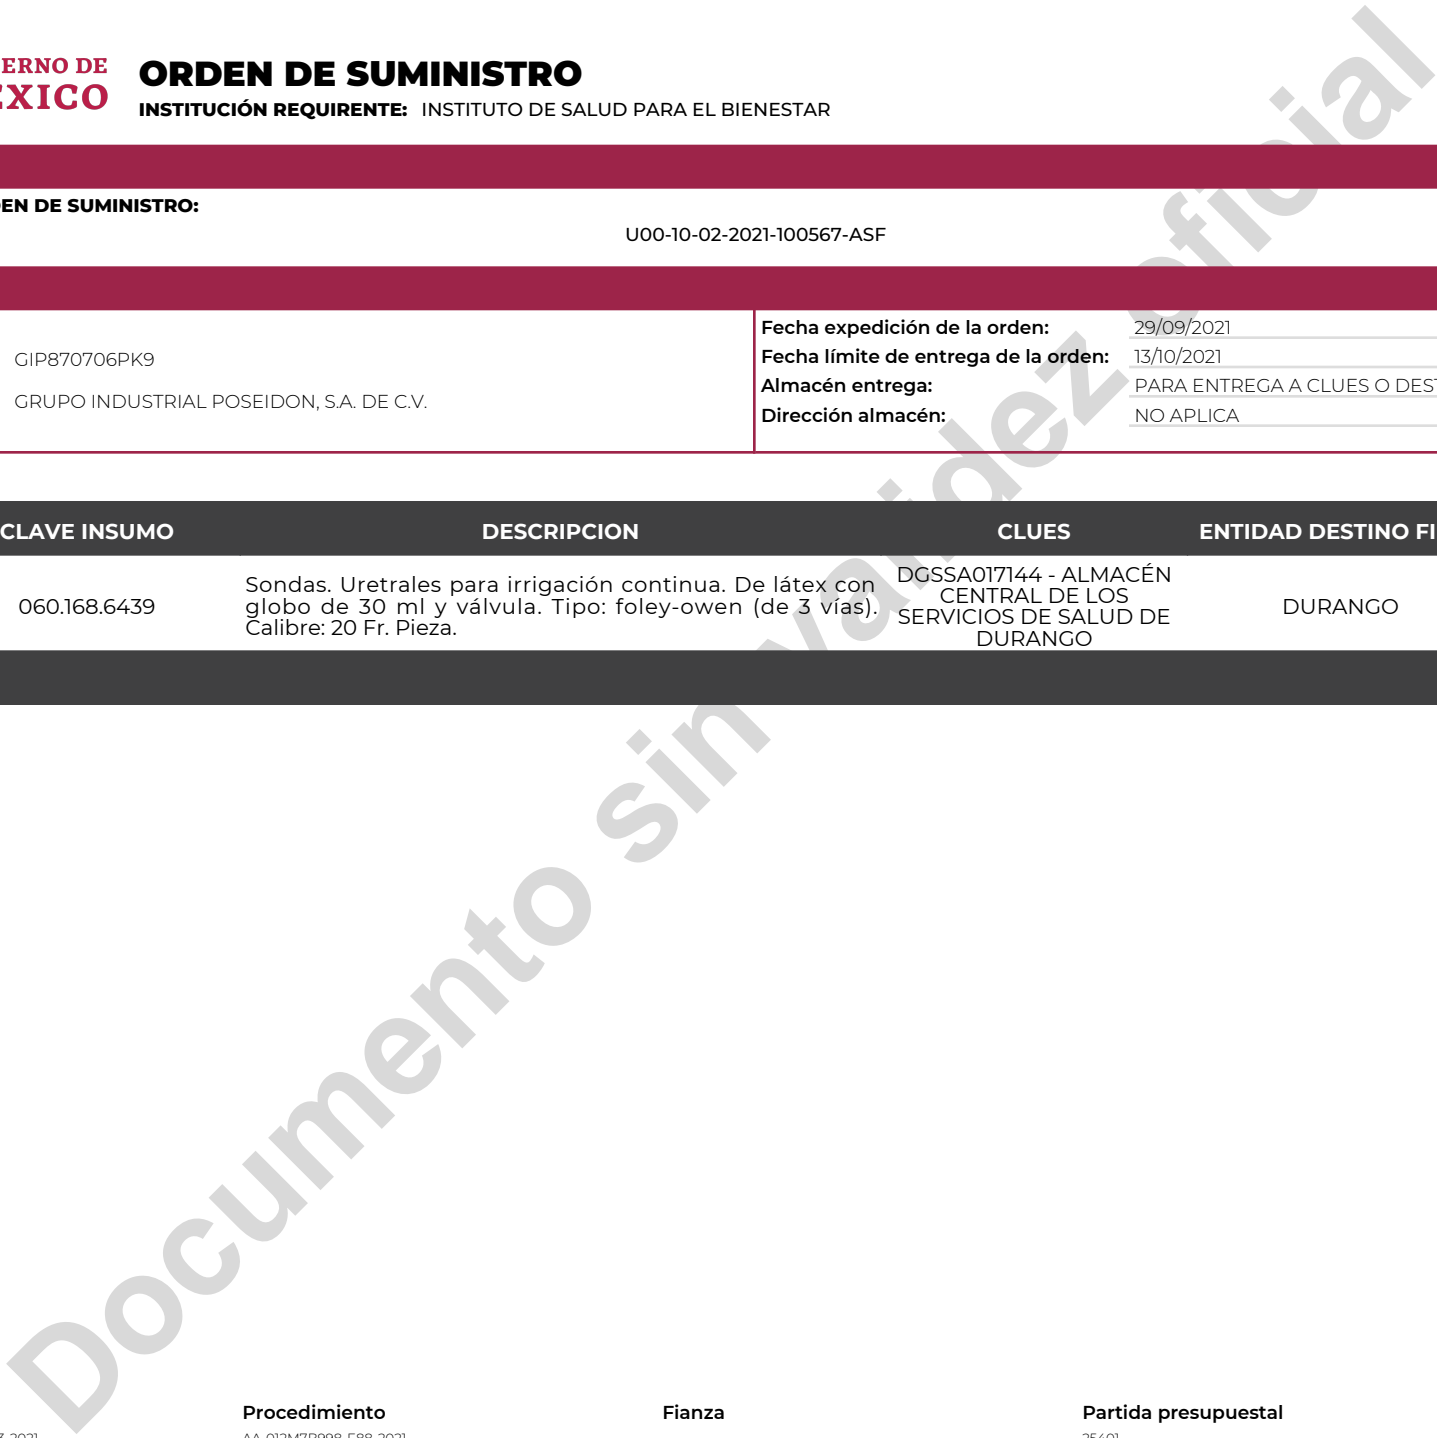 ERNO DE
ORDEN DE SUMINISTRO
INSTITUCIÓN REQUIRENTE: INSTITUTO DE SALUD PARA EL BIENESTAR
EN DE SUMINISTRO:
U00-10-02-2021-100567-ASF
GIP870706PK9
GRUPO INDUSTRIAL POSEIDON, S.A. DE C.V.
Fecha expedición de la orden: 29/09/2021
Fecha límite de entrega de la orden: 13/10/2021
Almacén entrega: PARA ENTREGA A CLUES O DEST
Dirección almacén: NO APLICA
CLAVE INSUMO DESCRIPCION CLUES ENTIDAD DESTINO FI
060.168.6439
Sondas. Uretrales para irrigación continua. De látex con
globo de 30 ml y válvula. Tipo: foley-owen (de 3 vías).
Calibre: 20 Fr. Pieza.
DGSSA017144 - ALMACÉN
CENTRAL DE LOS
SERVICIOS DE SALUD DE
DURANGO
DURANGO
Documento sin validez oficial
Procedimiento Fianza Partida presupuestal